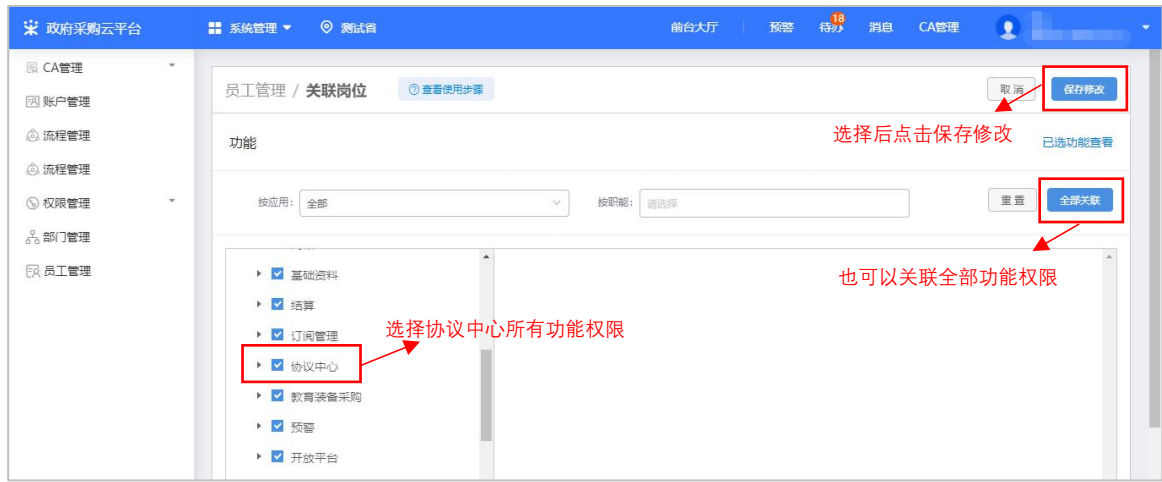 政府采购云平台
系统管理
测试省
前台大厅
预警
待办
18
消息
CA管理
CA管理
账户管理
流程管理
流程管理
权限管理
部门管理
员工管理
员工管理 / 关联岗位
查看使用步骤
取消
保存修改
选择后点击保存修改
功能
已选功能查看
按应用: 全部
按职能: 请选择
重置
全部关联
也可以关联全部功能权限
基础资料
结算
订阅管理
选择协议中心所有功能权限
协议中心
教育装备采购
预警
开放平台